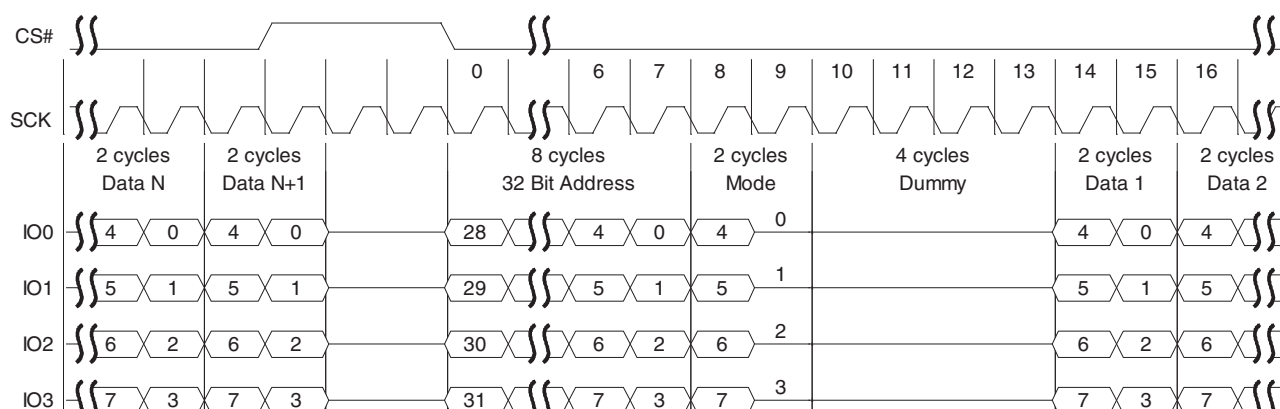 CS#
0 6 7 8 9 10 11 12 13 14 15 16
SCK
2 cycles 2 cycles 8 cycles 2 cycles 4 cycles 2 cycles 2 cycles
Data N Data N+1 32 Bit Address Mode Dummy Data 1 Data 2
IO0 4 0 4 0 28 4 0 4 0 4 0 4
IO1 5 1 5 1 29 5 1 5 1 5 1 5
IO2 6 2 6 2 30 6 2 6 2 6 2 6
IO3 7 3 7 3 31 7 3 7 3 7 3 7